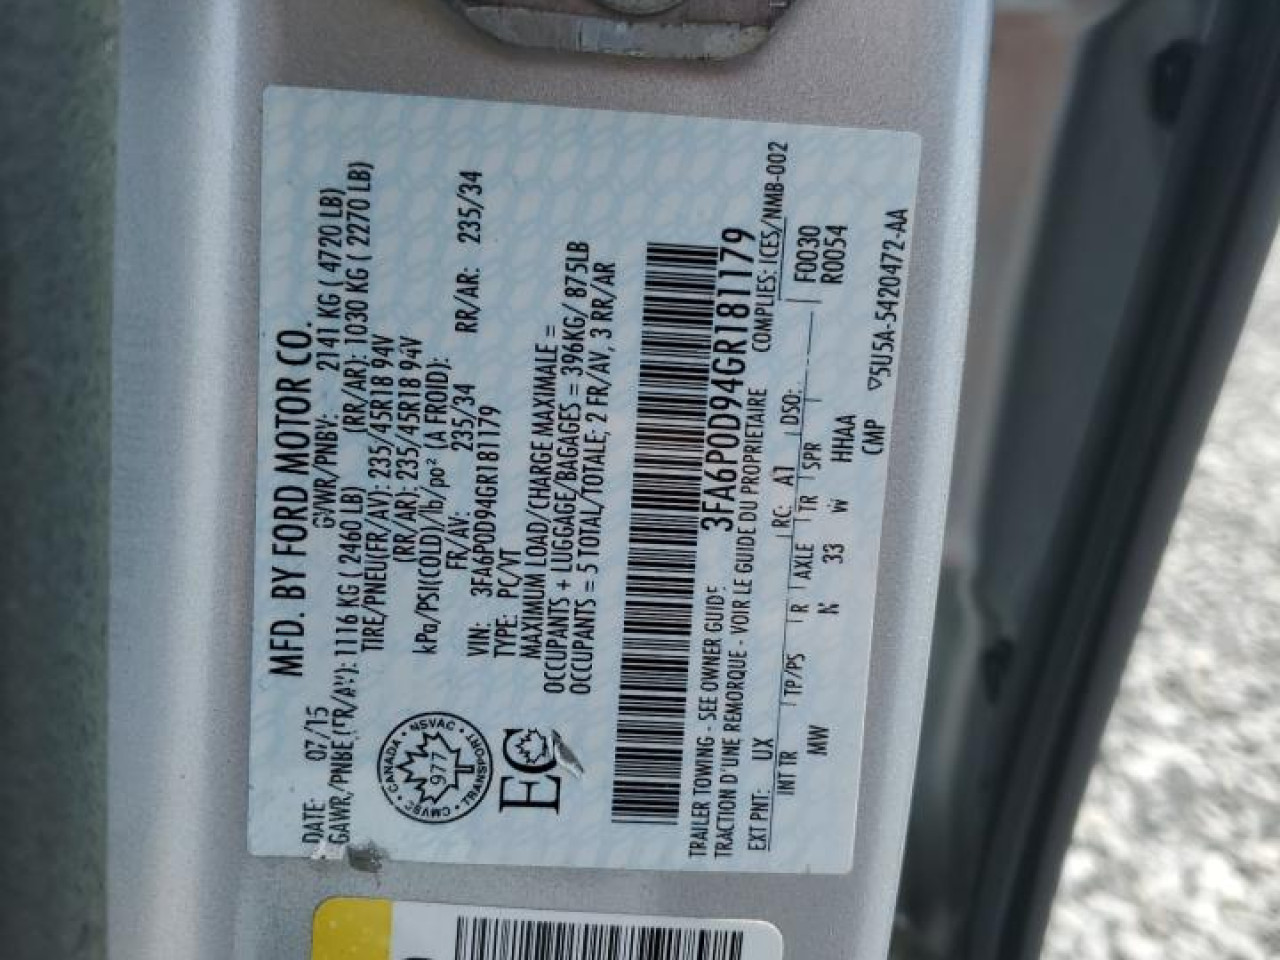 MFD. BY FORD MOTOR CO.
DATE: 07/15 GVWR/PNBV: 2141 KG ( 4720 LB)
GAWR/PNBE (FR/AV): 1116 KG ( 2460 LB) (RR/AR): 1030 KG ( 2270 LB)
TIRE/PNEU(FR/AV): 235/45R18 94V
(RR/AR): 235/45R18 94V
kPa/PSI(COLD)/lb/po² (A FROID):
FR/AV: 235/34 RR/AR: 235/34
VIN: 3FA6P0D94GR181179
TYPE: PC/VT
MAXIMUM LOAD/CHARGE MAXIMALE =
OCCUPANTS + LUGGAGE/BAGAGES = 396KG/ 875LB
OCCUPANTS = 5 TOTAL/TOTALE, 2 FR/AV, 3 RR/AR
CANADA • NSVAC • TRANSPORT • CMVSS •
977
EC
3FA6P0D94GR181179
TRAILER TOWING - SEE OWNER GUIDE
TRACTION D'UNE REMORQUE - VOIR LE GUIDE DU PROPRIETAIRE
COMPLIES: ICES/NMB-002
EXT PNT: UX RC: A1 DSO: F0030
INT TR TP/PS R AXLE TR SPR R0054
MW 33 W HHAA
CMP ▽5U5A-5420472-AA